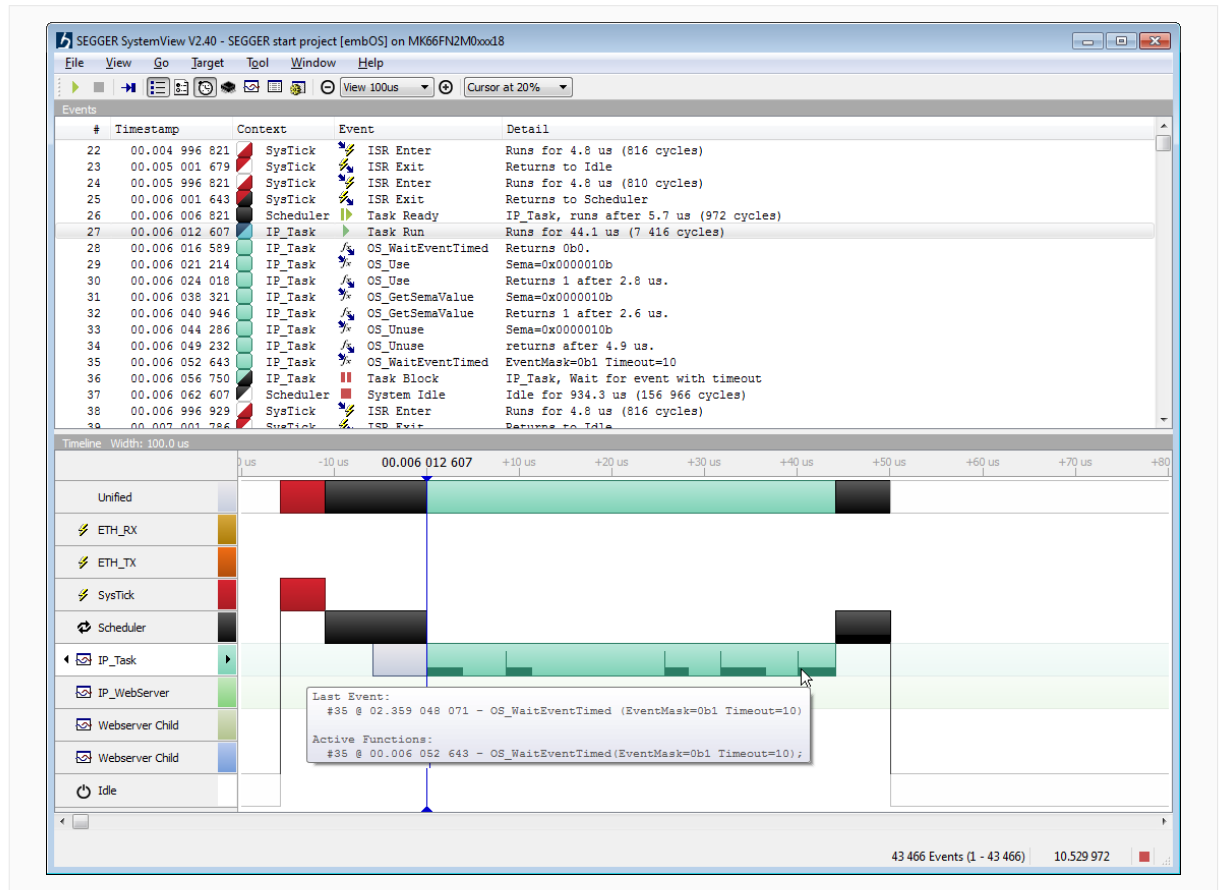 SEGGER SystemView V2.40 - SEGGER start project [embOS] on MK66FN2M0xxx18
File View Go Target Tool Window Help
View 100us Cursor at 20%
Events
# Timestamp Context Event Detail
22 00.004 996 821 SysTick ISR Enter Runs for 4.8 us (816 cycles)
23 00.005 001 679 SysTick ISR Exit Returns to Idle
24 00.005 996 821 SysTick ISR Enter Runs for 4.8 us (810 cycles)
25 00.006 001 643 SysTick ISR Exit Returns to Scheduler
26 00.006 006 821 Scheduler Task Ready IP_Task, runs after 5.7 us (972 cycles)
27 00.006 012 607 IP_Task Task Run Runs for 44.1 us (7 416 cycles)
28 00.006 016 589 IP_Task OS_WaitEventTimed Returns 0b0.
29 00.006 021 214 IP_Task OS_Use Sema=0x0000010b
30 00.006 024 018 IP_Task OS_Use Returns 1 after 2.8 us.
31 00.006 038 321 IP_Task OS_GetSemaValue Sema=0x0000010b
32 00.006 040 946 IP_Task OS_GetSemaValue Returns 1 after 2.6 us.
33 00.006 044 286 IP_Task OS_Unuse Sema=0x0000010b
34 00.006 049 232 IP_Task OS_Unuse returns after 4.9 us.
35 00.006 052 643 IP_Task OS_WaitEventTimed EventMask=0b1 Timeout=10
36 00.006 056 750 IP_Task Task Block IP_Task, Wait for event with timeout
37 00.006 062 607 Scheduler System Idle Idle for 934.3 us (156 966 cycles)
38 00.006 996 929 SysTick ISR Enter Runs for 4.8 us (816 cycles)
39 00.007 001 786 SysTick ISR Exit Returns to Idle
Timeline Width: 100.0 us
0 us -10 us 00.006 012 607 +10 us +20 us +30 us +40 us +50 us +60 us +70 us +80
Unified
ETH_RX
ETH_TX
SysTick
Scheduler
IP_Task
IP_WebServer
Last Event:
#35 @ 02.359 048 071 - OS_WaitEventTimed (EventMask=0b1 Timeout=10)
Webserver Child
Active Functions:
#35 @ 00.006 052 643 - OS_WaitEventTimed(EventMask=0b1 Timeout=10);
Webserver Child
Idle
43 466 Events (1 - 43 466) 10.529 972